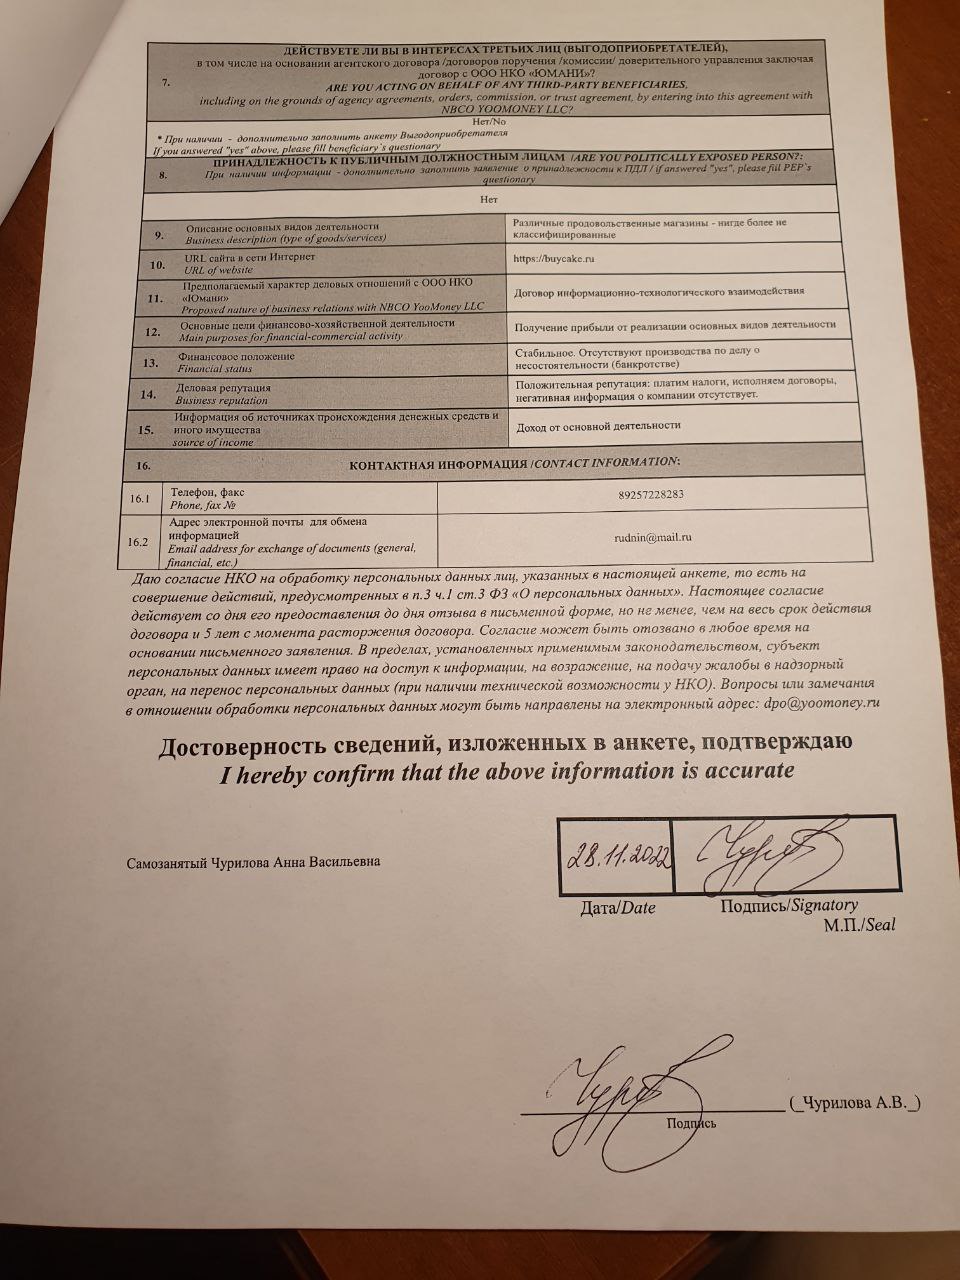 7.
ДЕЙСТВУЕТЕ ЛИ ВЫ В ИНТЕРЕСАХ ТРЕТЬИХ ЛИЦ (ВЫГОДОПРИОБРЕТАТЕЛЕЙ),
в том числе на основании агентского договора /договоров поручения /комиссии/ доверительного управления заключая
договор с ООО НКО «ЮМАНИ»?
ARE YOU ACTING ON BEHALF OF ANY THIRD-PARTY BENEFICIARIES,
including on the grounds of agency agreements, orders, commission, or trust agreement, by entering into this agreement with
NBCO YOOMONEY LLC?
Нет/No
* При наличии - дополнительно заполнить анкету Выгодоприобретателя
If you answered "yes" above, please fill beneficiary`s questionary
8.
ПРИНАДЛЕЖНОСТЬ К ПУБЛИЧНЫМ ДОЛЖНОСТНЫМ ЛИЦАМ /ARE YOU POLITICALLY EXPOSED PERSON?:
При наличии информации - дополнительно заполнить заявление о принадлежности к ПДЛ / if answered "yes", please fill PEP`s
questionary
Нет
9.
Описание основных видов деятельности
Business description (type of goods/services)
Различные продовольственные магазины - нигде более не
классифицированные
10.
URL сайта в сети Интернет
URL of website
https://buycake.ru
11.
Предполагаемый характер деловых отношений с ООО НКО
«Юмани»
Proposed nature of business relations with NBCO YooMoney LLC
Договор информационно-технологического взаимодействия
12.
Основные цели финансово-хозяйственной деятельности
Main purposes for financial-commercial activity
Получение прибыли от реализации основных видов деятельности
13.
Финансовое положение
Financial status
Стабильное. Отсутствуют производства по делу о
несостоятельности (банкротстве)
14.
Деловая репутация
Business reputation
Положительная репутация: платим налоги, исполняем договоры,
негативная информация о компании отсутствует.
15.
Информация об источниках происхождения денежных средств и
иного имущества
source of income
Доход от основной деятельности
16.
КОНТАКТНАЯ ИНФОРМАЦИЯ /CONTACT INFORMATION:
16.1
Телефон, факс
Phone, fax №
89257228283
16.2
Адрес электронной почты для обмена
информацией
Email address for exchange of documents (general,
financial, etc.)
rudnin@mail.ru
Даю согласие НКО на обработку персональных данных лиц, указанных в настоящей анкете, то есть на
совершение действий, предусмотренных в п.3 ч.1 ст.3 ФЗ «О персональных данных». Настоящее согласие
действует со дня его предоставления до дня отзыва в письменной форме, но не менее, чем на весь срок действия
договора и 5 лет с момента расторжения договора. Согласие может быть отозвано в любое время на
основании письменного заявления. В пределах, установленных применимым законодательством, субъект
персональных данных имеет право на доступ к информации, на возражение, на подачу жалобы в надзорный
орган, на перенос персональных данных (при наличии технической возможности у НКО). Вопросы или замечания
в отношении обработки персональных данных могут быть направлены на электронный адрес: dpo@yoomoney.ru
Достоверность сведений, изложенных в анкете, подтверждаю
I hereby confirm that the above information is accurate
Самозанятый Чурилова Анна Васильевна
28.11.2022
Дата/Date
Подпись/Signatory
М.П./Seal
(_Чурилова А.В._)
Подпись